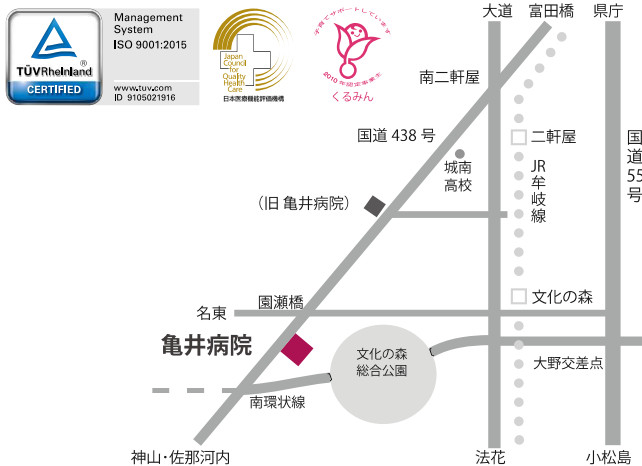 TÜVRheinland®
CERTIFIED
Management
System
ISO 9001:2015
www.tuv.com
ID 9105021916
Japan
Council
for
Quality
Health
Care
日本医療機能評価機構
子育てサポートしています
2010年認定事業主
くるみん
大道
富田橋
県庁
南二軒屋
国道 438 号
城南
高校
二軒屋
JR牟岐線
国道55号
（旧 亀井病院）
文化の森
園瀬橋
名東
亀井病院
文化の森
総合公園
大野交差点
南環状線
神山・佐那河内
法花
小松島